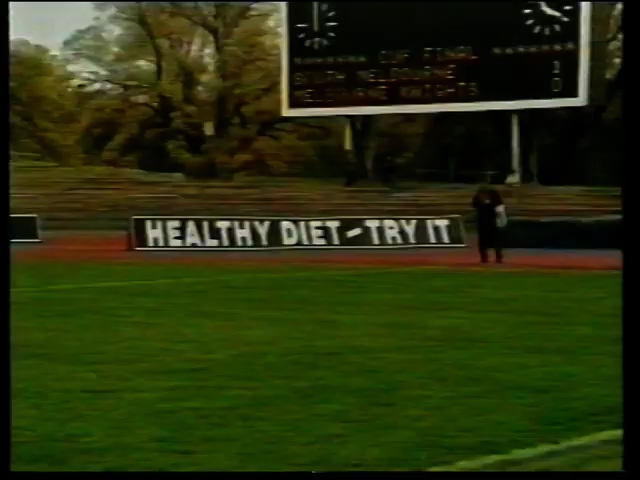 CUP FINAL
SOUTH MELBOURNE 1
MELBOURNE KNIGHTS 0
HEALTHY DIET - TRY IT